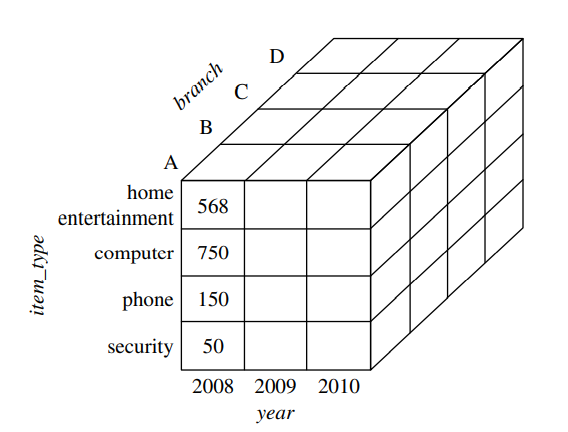 D
branch
C
B
A
home
entertainment
568
computer
750
phone
150
security
50
item_type
2008 2009 2010
year